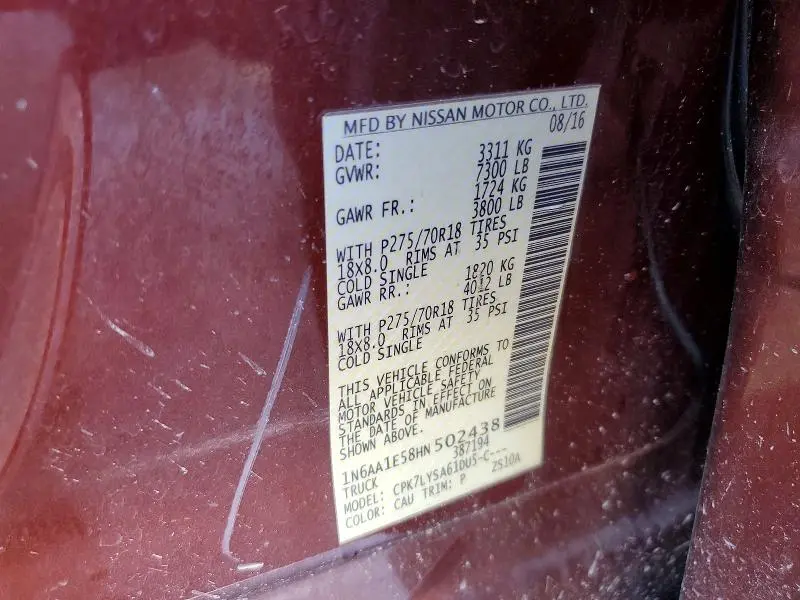 MFD BY NISSAN MOTOR CO., LTD.
DATE: 08/16
GVWR: 3311 KG
7300 LB
GAWR FR.: 1724 KG
3800 LB
WITH P275/70R18 TIRES
18X8.0 RIMS AT 35 PSI
COLD SINGLE
GAWR RR.: 1820 KG
4012 LB
WITH P275/70R18 TIRES
18X8.0 RIMS AT 35 PSI
COLD SINGLE
THIS VEHICLE CONFORMS TO
ALL APPLICABLE FEDERAL
MOTOR VEHICLE SAFETY
STANDARDS IN EFFECT ON
THE DATE OF MANUFACTURE
SHOWN ABOVE.
1N6AA1E58HN502438
TRUCK 387194
MODEL: CPK7LYSA61DUS-C---
COLOR: CAU TRIM: P ZS10A